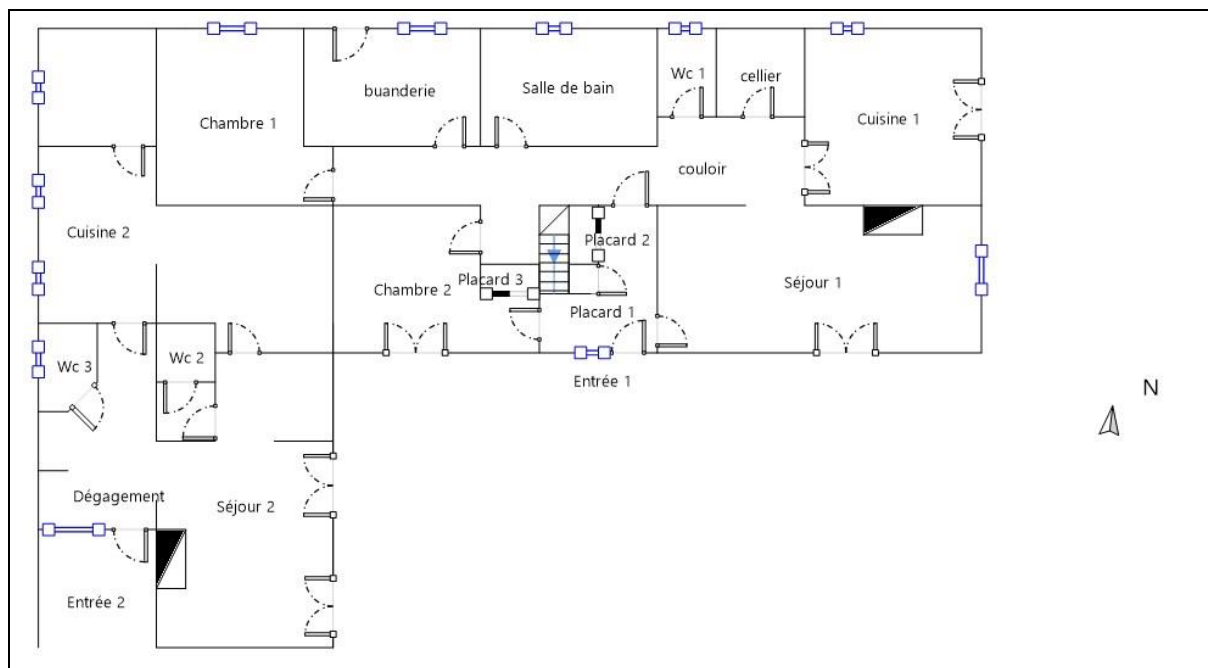 Wc 1
cellier
buanderie
Salle de bain
Chambre 1
Cuisine 1
couloir
Cuisine 2
Placard 2
Placard 3
Chambre 2
Séjour 1
Placard 1
Wc 3
Wc 2
Entrée 1
N
Dégagement
Séjour 2
Entrée 2